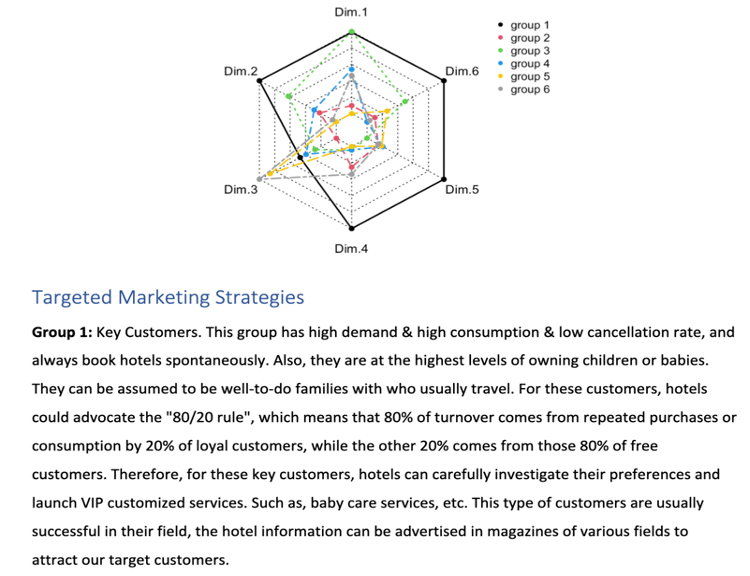 Dim.1
group 1
group 2
group 3
group 4
group 5
group 6
Dim.2
Dim.6
Dim.3
Dim.5
Dim.4
Targeted Marketing Strategies
Group 1: Key Customers. This group has high demand & high consumption & low cancellation rate, and
always book hotels spontaneously. Also, they are at the highest levels of owning children or babies.
They can be assumed to be well-to-do families with who usually travel. For these customers, hotels
could advocate the "80/20 rule", which means that 80% of turnover comes from repeated purchases or
consumption by 20% of loyal customers, while the other 20% comes from those 80% of free
customers. Therefore, for these key customers, hotels can carefully investigate their preferences and
launch VIP customized services. Such as, baby care services, etc. This type of customers are usually
successful in their field, the hotel information can be advertised in magazines of various fields to
attract our target customers.